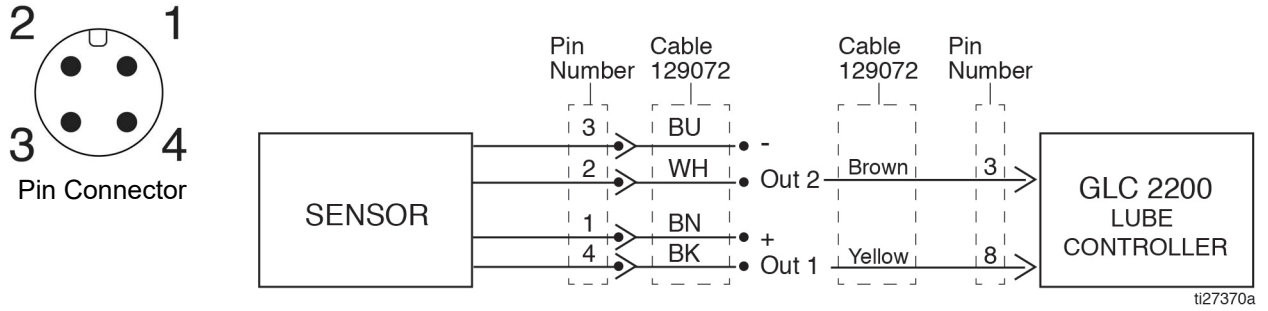 2 1
3 4
Pin Connector
SENSOR
Pin
Number
Cable
129072
3 BU -
2 WH Out 2
1 BN +
4 BK Out 1
Cable
129072
Pin
Number
Brown 3
Yellow 8
GLC 2200
LUBE
CONTROLLER
ti27370a